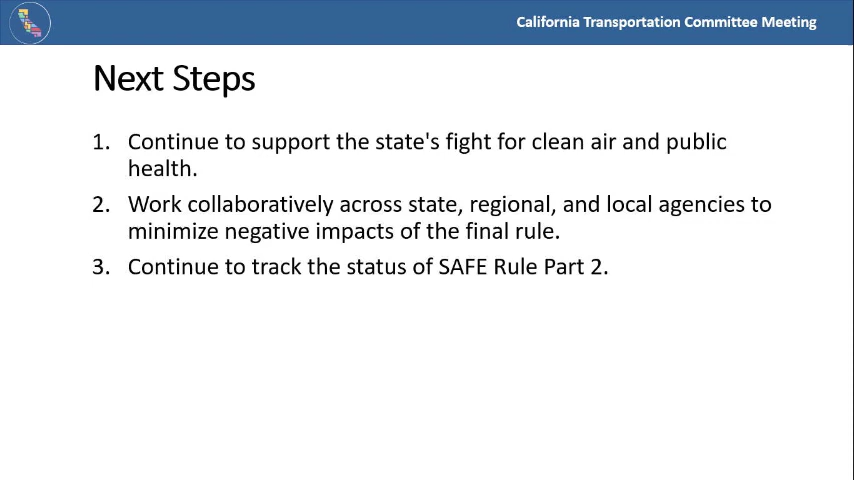 California Transportation Committee Meeting
Next Steps
1. Continue to support the state's fight for clean air and public
health.
2. Work collaboratively across state, regional, and local agencies to
minimize negative impacts of the final rule.
3. Continue to track the status of SAFE Rule Part 2.